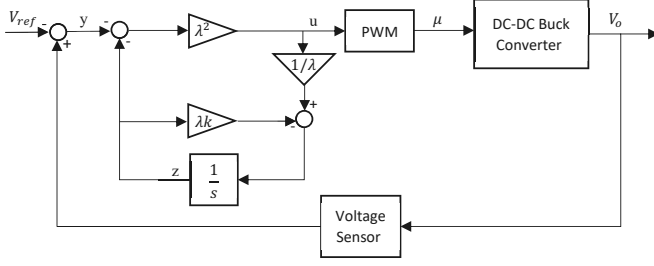 V_ref - y - λ² u PWM μ DC-DC Buck V_o
+ - Converter
1/λ
+
λk -
z 1/s
Voltage
Sensor